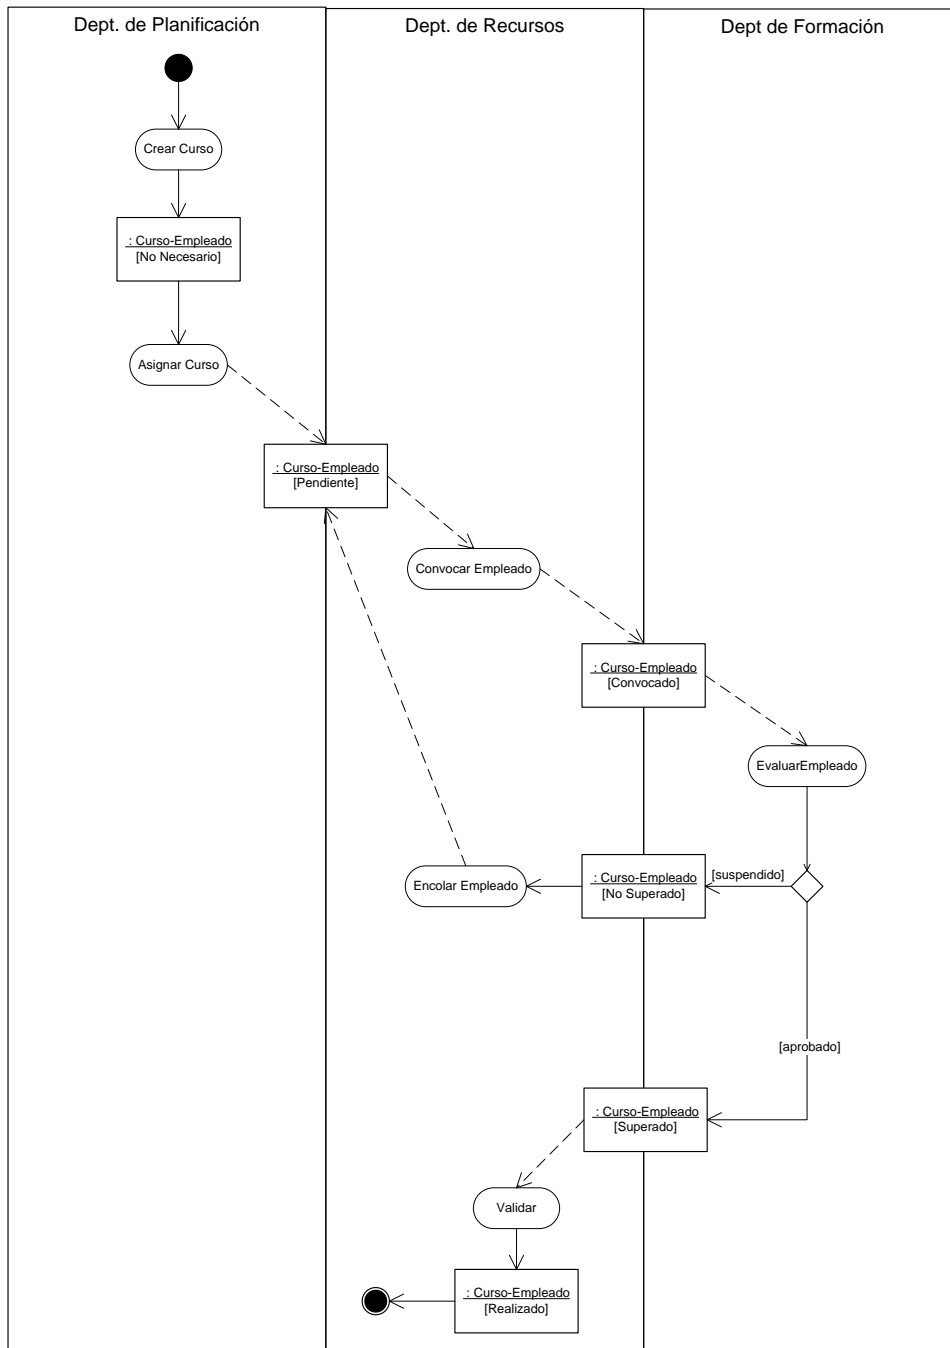 Dept. de Planificación
Dept. de Recursos
Dept de Formación
Crear Curso
: Curso-Empleado
[No Necesario]
Asignar Curso
: Curso-Empleado
[Pendiente]
Convocar Empleado
: Curso-Empleado
[Convocado]
EvaluarEmpleado
[suspendido]
: Curso-Empleado
[No Superado]
Encolar Empleado
[aprobado]
: Curso-Empleado
[Superado]
Validar
: Curso-Empleado
[Realizado]